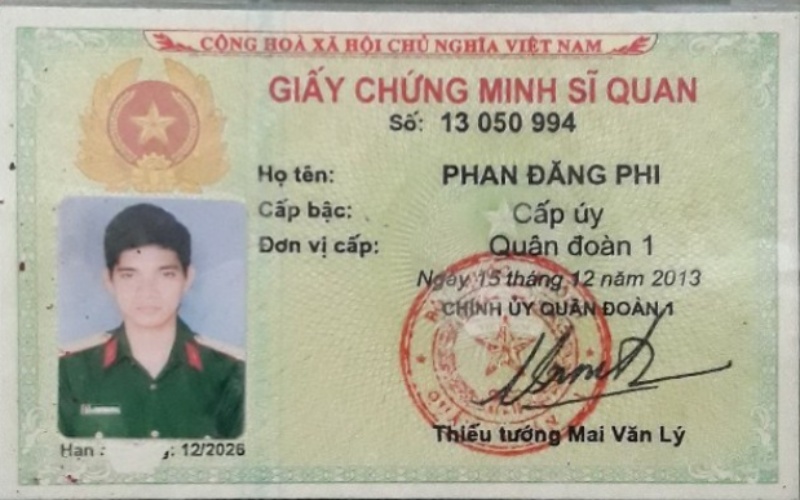 CỘNG HOÀ XÃ HỘI CHỦ NGHĨA VIỆT NAM
GIẤY CHỨNG MINH SĨ QUAN
Số: 13 050 994
Họ tên: PHAN ĐĂNG PHI
Cấp bậc: Cấp úy
Đơn vị cấp: Quân đoàn 1
Ngày 15 tháng 12 năm 2013
CHÍNH ỦY QUÂN ĐOÀN 1
Thiếu tướng Mai Văn Lý
Hạn : : 12/2026